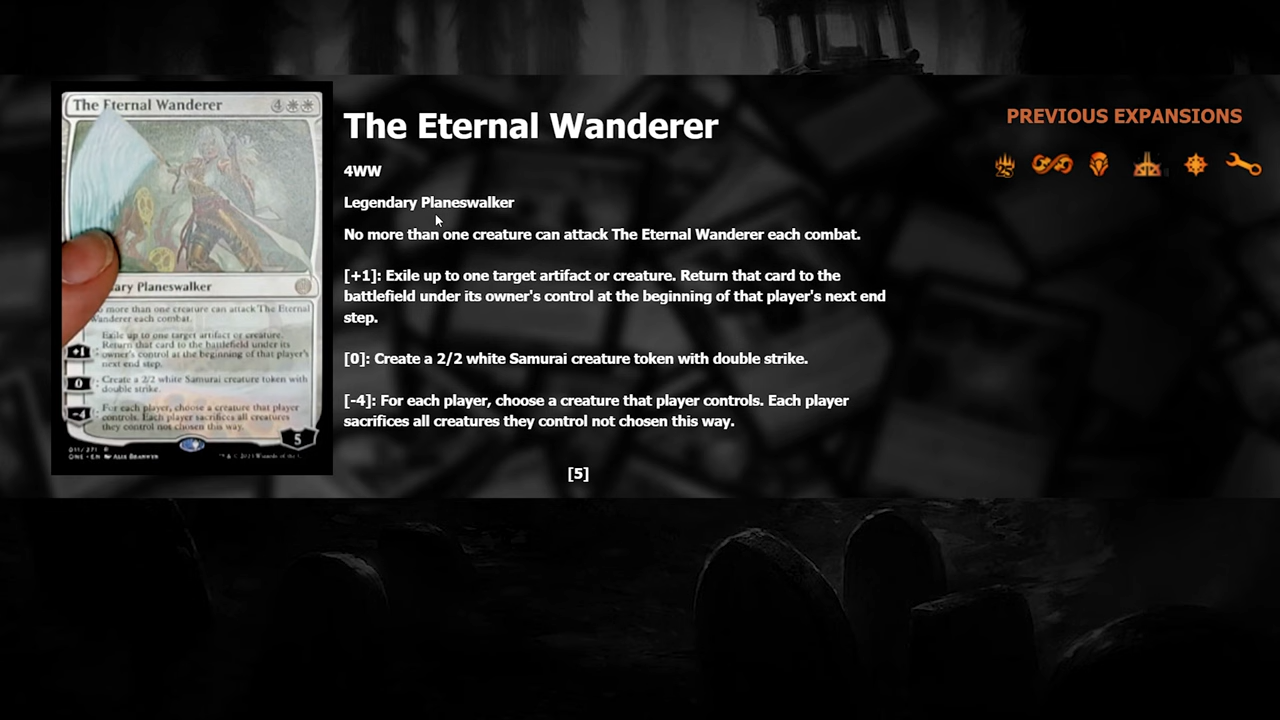 The Eternal Wanderer 4
ary Planeswalker
o more than one creature can attack The Eternal
Wanderer each combat.
+1: Exile up to one target artifact or creature.
Return that card to the battlefield under its
owner's control at the beginning of that player's
next end step.
0: Create a 2/2 white Samurai creature token with
double strike.
-4: For each player, choose a creature that player
controls. Each player sacrifices all creatures
they control not chosen this way.
5
011/271 R
ONE • EN
The Eternal Wanderer
4WW
Legendary Planeswalker
No more than one creature can attack The Eternal Wanderer each combat.
[+1]: Exile up to one target artifact or creature. Return that card to the
battlefield under its owner's control at the beginning of that player's next end
step.
[0]: Create a 2/2 white Samurai creature token with double strike.
[-4]: For each player, choose a creature that player controls. Each player
sacrifices all creatures they control not chosen this way.
[5]
PREVIOUS EXPANSIONS
25